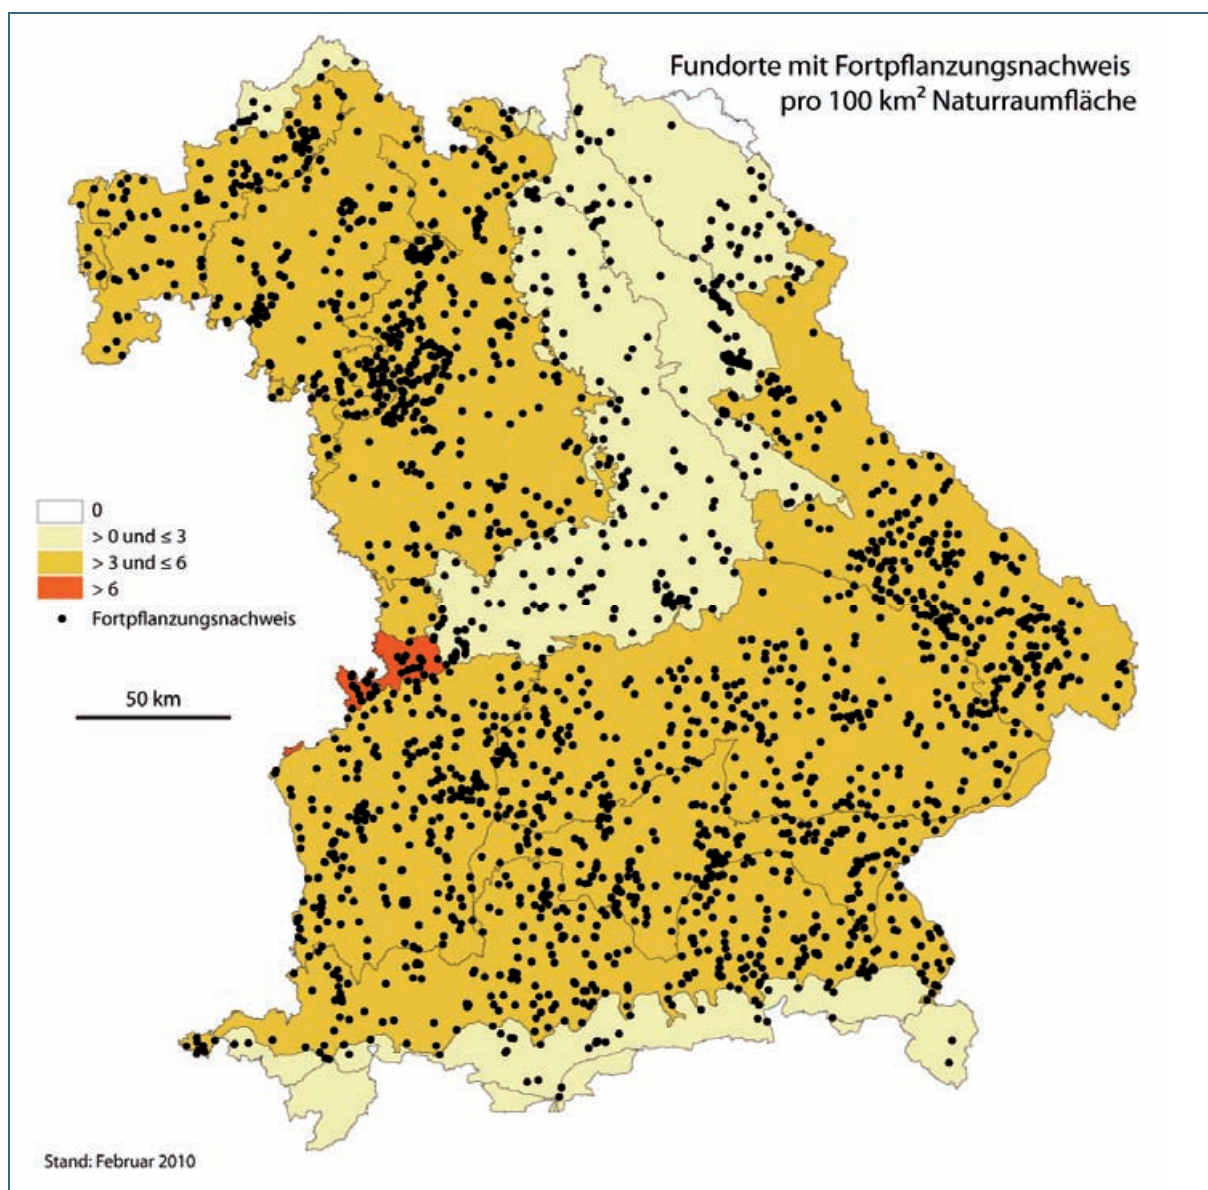 Fundorte mit Fortpflanzungsnachweis
pro 100 km² Naturraumfläche
0
> 0 und ≤ 3
> 3 und ≤ 6
> 6
Fortpflanzungsnachweis
50 km
Stand: Februar 2010